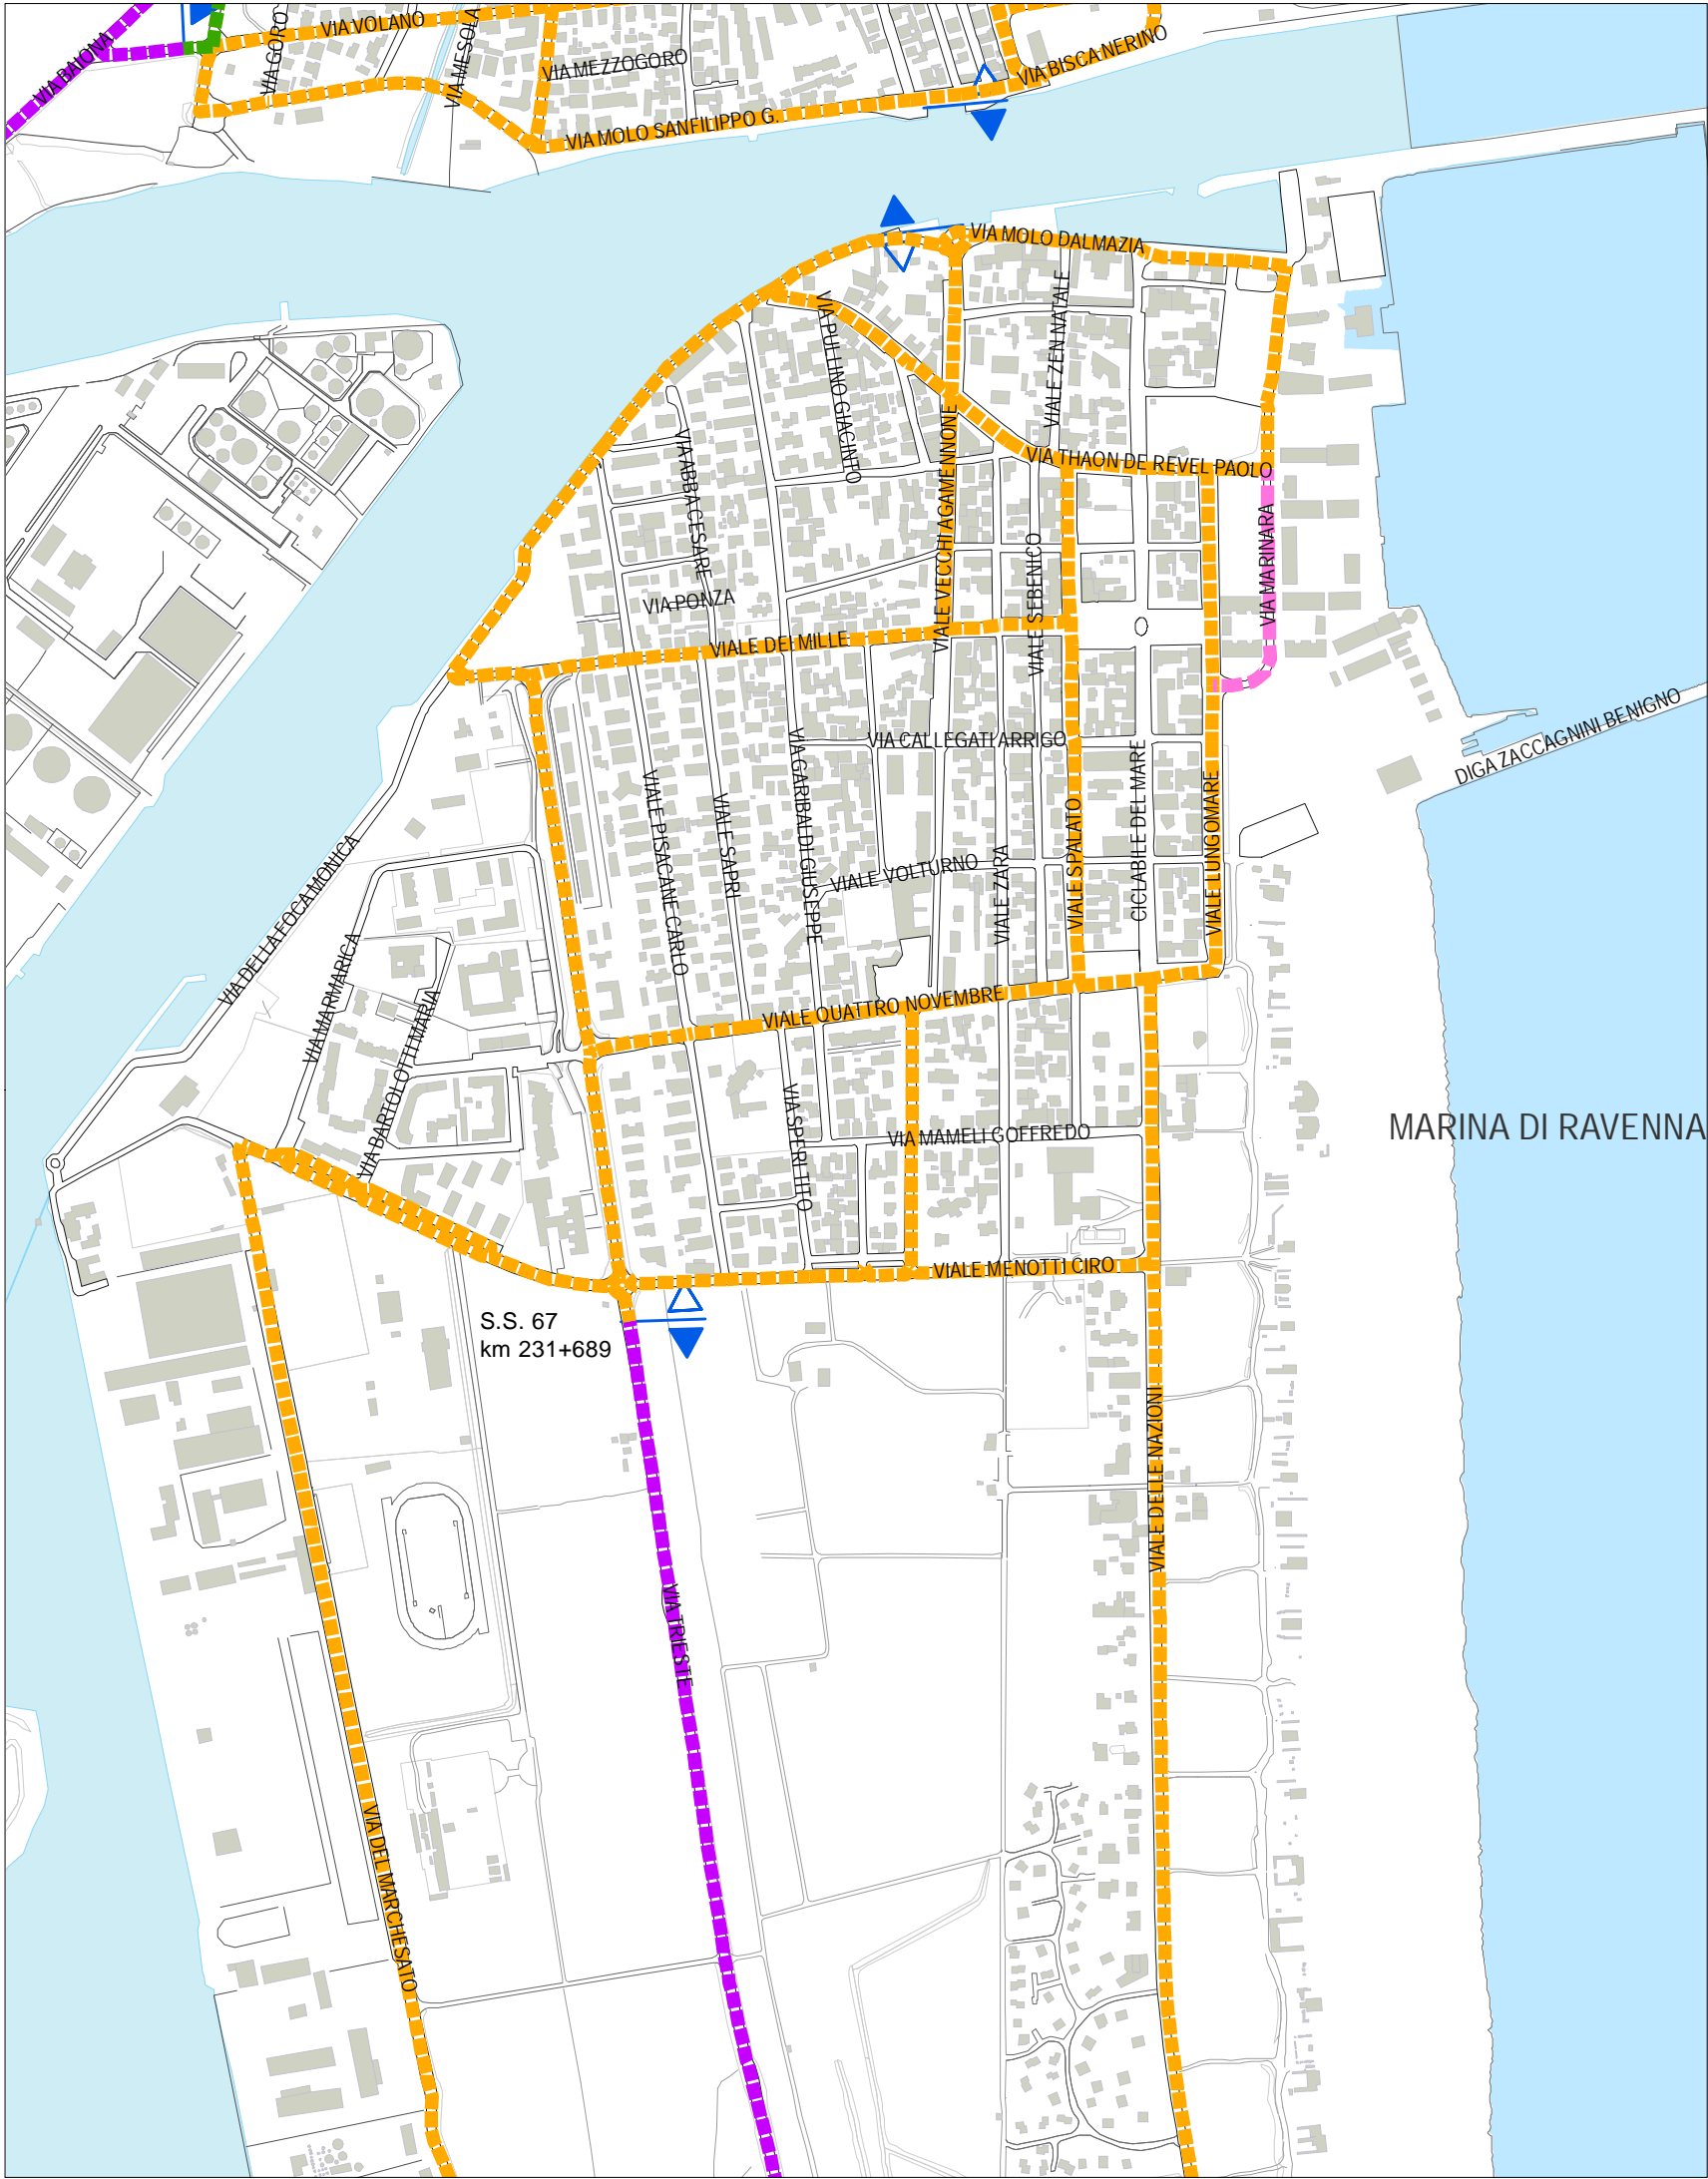 VIA BAIONA
VIA GORO
VIA VOLANO
VIA MESOLA
VIA MEZZOGORO
VIA BISCA NERINO
VIA MOLO SANFILIPPO G.
VIA MOLO DALMAZIA
VIALE ZENI NATALE
VIA PULLINO GIACINTO
VIA ABBA CESARE
VIALE VECCHI AGAMENNONE
VIA THAON DE REVEL PAOLO
VIA MARINARA
VIALE SEBENICO
VIA PONZA
VIALE DEI MILLE
VIA CALLEGATI ARRIGO
DIGA ZACCAGNINI BENIGNO
VIALE PISACANE CARLO
VIALE SAPRI
VIA GARIBALDI GIUSEPPE
VIALE VOLTURNO
VIALE ZARA
VIALE SPALATO
CICLABILE DEL MARE
VIALE LUNGOMARE
VIA DELLA FOCAMONICA
VIA MARMARICA
VIA BARTOLOTTI MARIA
VIALE QUATTRO NOVEMBRE
VIA SPERI TITO
VIA MAMELI GOFFREDO
MARINA DI RAVENNA
VIALE MENOTTI CIRO
S.S. 67
km 231+689
VIALE DELLE NAZIONI
VIA TRIESTE
VIA DEL MARCHESATO